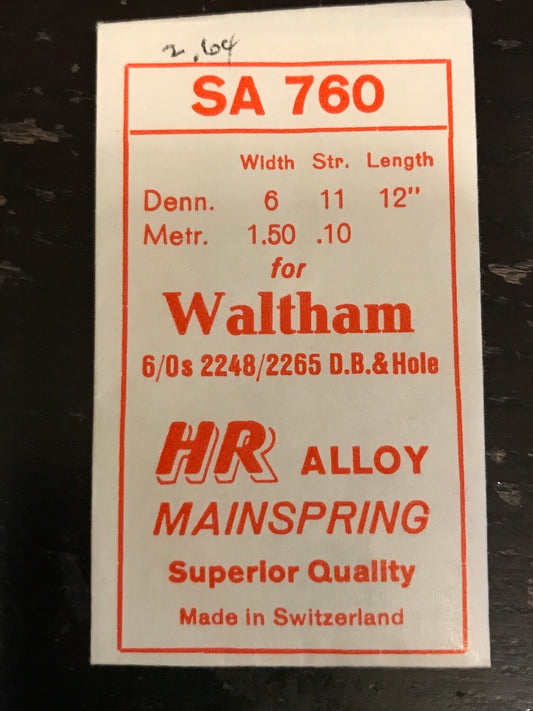 2.64
SA 760
Width Str. Length
Denn. 6 11 12"
Metr. 1.50 .10
for
Waltham
6/0s 2248/2265 D.B.&Hole
HR ALLOY
MAINSPRING
Superior Quality
Made in Switzerland